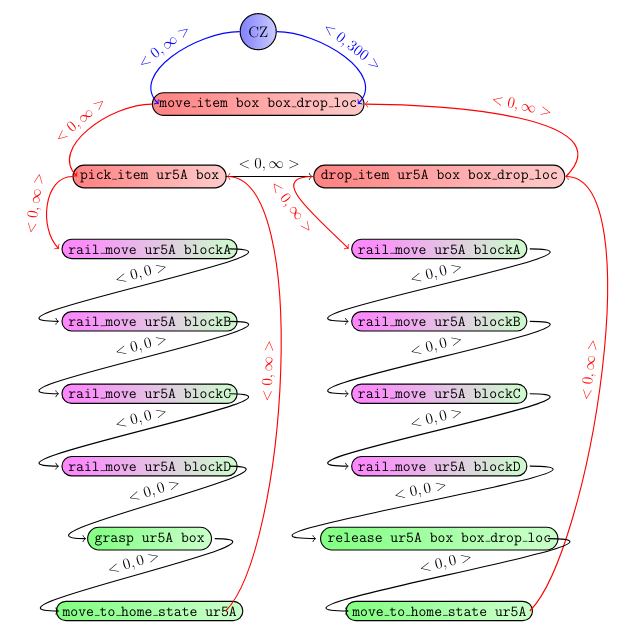 CZ
< 0, ∞ >
< 0, 300 >
move_item box box_drop_loc
< 0, ∞ >
< 0, ∞ >
pick_item ur5A box
< 0, ∞ >
drop_item ur5A box box_drop_loc
< 0, ∞ >
< 0, ∞ >
rail_move ur5A blockA
rail_move ur5A blockA
< 0, 0 >
< 0, 0 >
rail_move ur5A blockB
rail_move ur5A blockB
< 0, 0 >
< 0, 0 >
< 0, ∞ >
< 0, ∞ >
rail_move ur5A blockC
rail_move ur5A blockC
< 0, 0 >
< 0, 0 >
rail_move ur5A blockD
rail_move ur5A blockD
< 0, 0 >
< 0, 0 >
grasp ur5A box
release ur5A box box_drop_loc
< 0, 0 >
< 0, 0 >
move_to_home_state ur5A
move_to_home_state ur5A